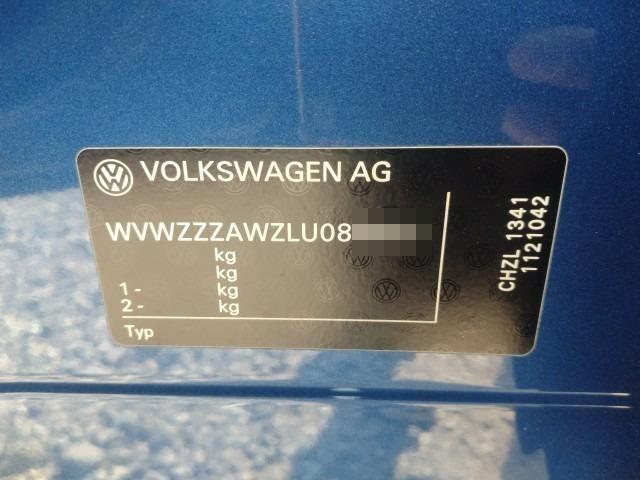 VOLKSWAGEN AG
WVWZZZAWZLU08
kg
kg
1 - kg
2 - kg
Typ
CHZL 1341
1121042